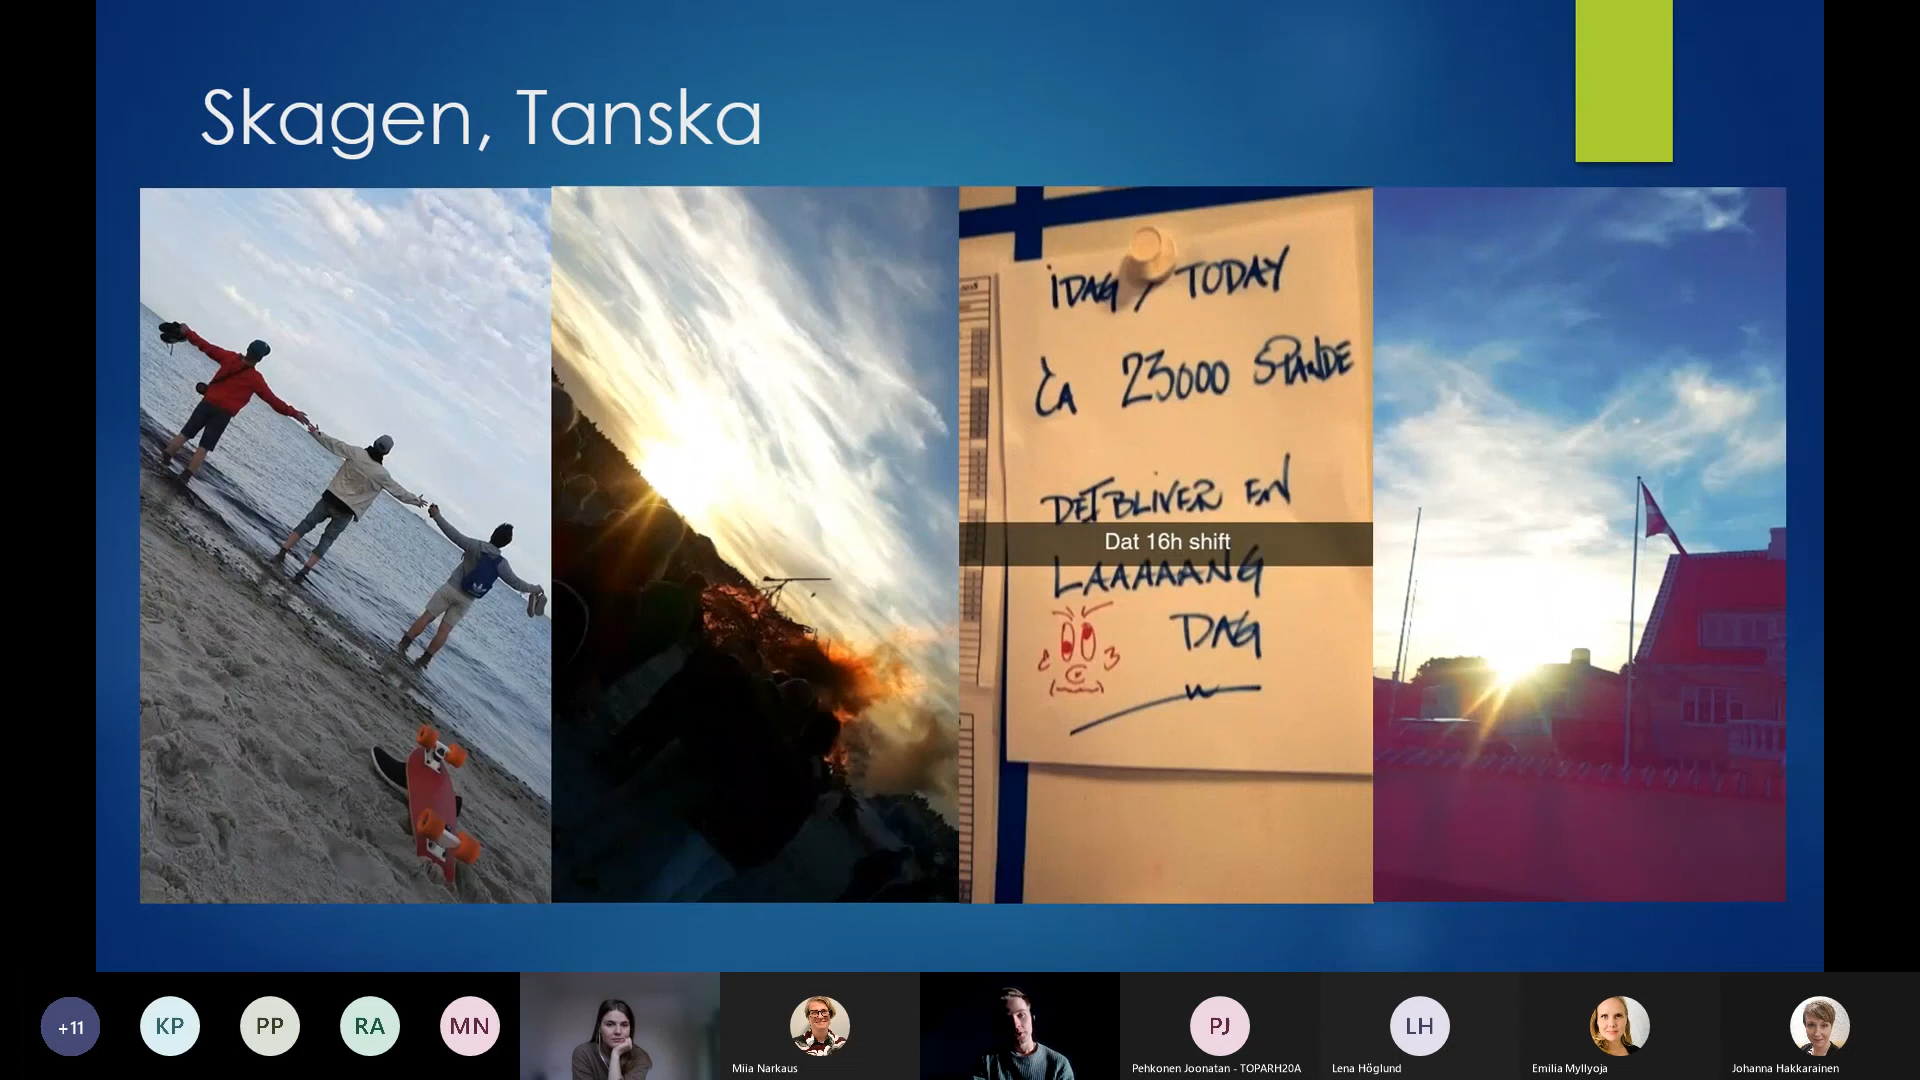 Skagen, Tanska
IDAG, TODAY
CA 23000 SPANDE
DET BLIVER EN
Dat 16h shift
LAAAAANG
DAG
+11
KP
PP
RA
MN
Miia Narkaus
PJ
Pehkonen Joonatan - TOPARH20A
LH
Lena Höglund
Emilia Myllyoja
Johanna Hakkarainen